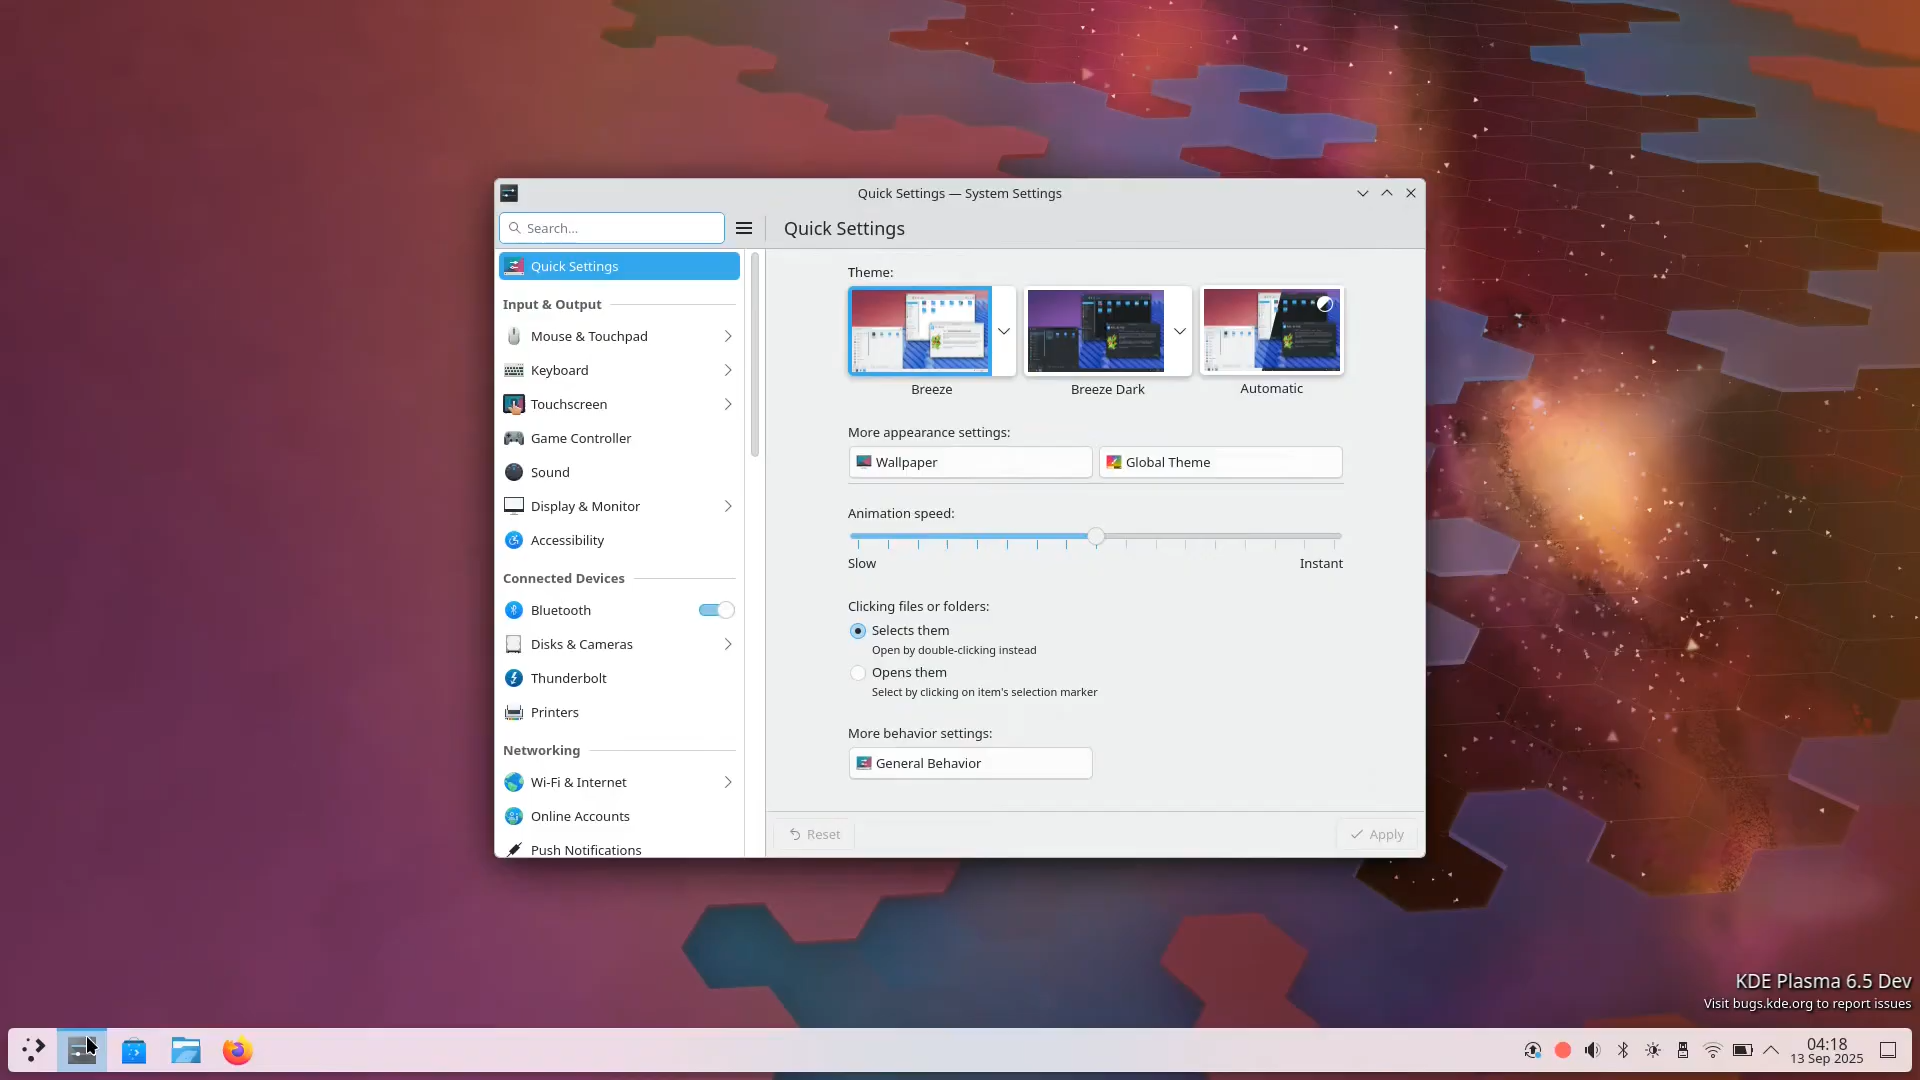 Quick Settings — System Settings
Search...
Quick Settings
Quick Settings
Input & Output
Mouse & Touchpad
Keyboard
Touchscreen
Game Controller
Sound
Display & Monitor
Accessibility
Connected Devices
Bluetooth
Disks & Cameras
Thunderbolt
Printers
Networking
Wi-Fi & Internet
Online Accounts
Push Notifications
Theme:
Breeze
Breeze Dark
Automatic
More appearance settings:
Wallpaper
Global Theme
Animation speed:
Slow
Instant
Clicking files or folders:
Selects them
Open by double-clicking instead
Opens them
Select by clicking on item's selection marker
More behavior settings:
General Behavior
Reset
Apply
KDE Plasma 6.5 Dev
Visit bugs.kde.org to report issues
04:18
13 Sep 2025